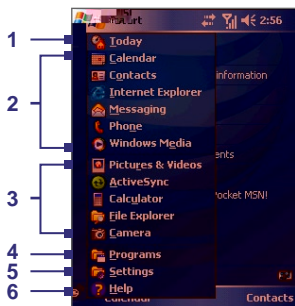 Start 2:56
1 Today
2 Calendar
Contacts
information
Internet Explorer
Messaging
Phone
Windows Media
ents
3 Pictures & Videos
ActiveSync
Calculator
Pocket MSN!
File Explorer
Camera
4 Programs
5 Settings
6 Help
Calendar Contacts